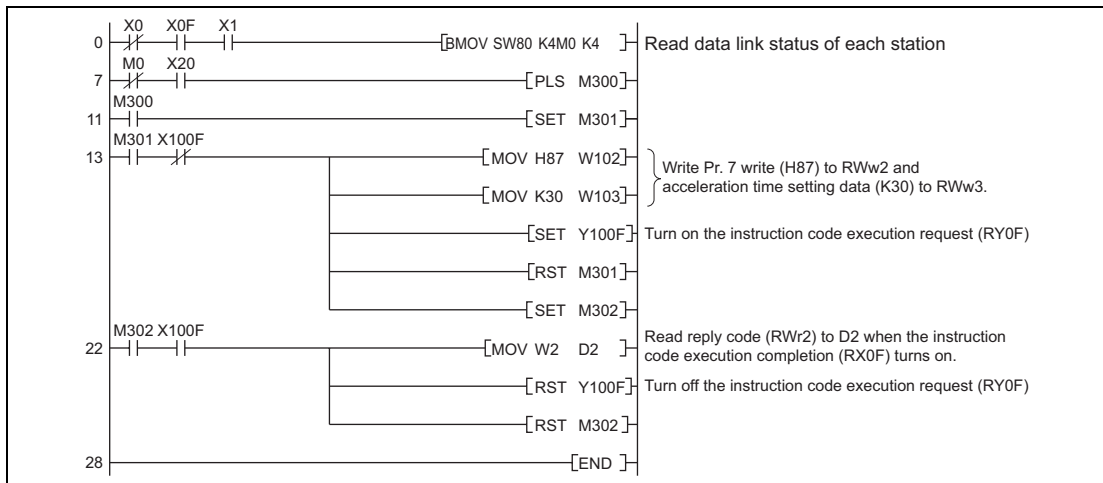 X0 X0F X1
0 BMOV SW80 K4M0 K4 Read data link status of each station
M0 X20
7 PLS M300
M300
11 SET M301
M301 X100F
13 MOV H87 W102
Write Pr. 7 write (H87) to RWw2 and
acceleration time setting data (K30) to RWw3.
MOV K30 W103
SET Y100F Turn on the instruction code execution request (RY0F)
RST M301
SET M302
M302 X100F
22 MOV W2 D2
Read reply code (RWr2) to D2 when the instruction
code execution completion (RX0F) turns on.
RST Y100F Turn off the instruction code execution request (RY0F)
RST M302
28 END